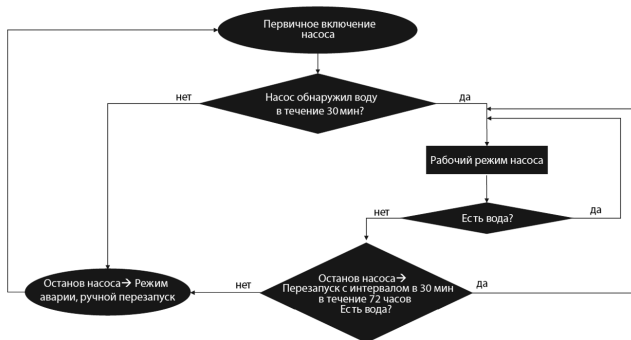 Первичное включение
насоса
нет
Насос обнаружил воду
в течение 30 мин?
да
Рабочий режим насоса
нет
Есть вода?
да
Останов насоса→ Режим
аварии, ручной перезапуск
нет
Останов насоса→
Перезапуск с интервалом в 30 мин
в течение 72 часов
Есть вода?
да